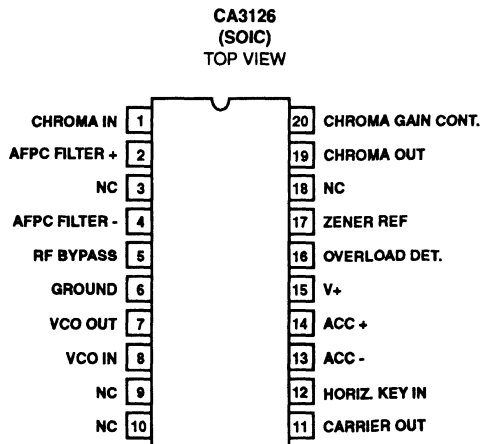 CA3126
(SOIC)
TOP VIEW
CHROMA IN 1
20 CHROMA GAIN CONT.
AFPC FILTER + 2
19 CHROMA OUT
NC 3
18 NC
AFPC FILTER - 4
17 ZENER REF
RF BYPASS 5
16 OVERLOAD DET.
GROUND 6
15 V+
VCO OUT 7
14 ACC +
VCO IN 8
13 ACC -
NC 9
12 HORIZ. KEY IN
NC 10
11 CARRIER OUT